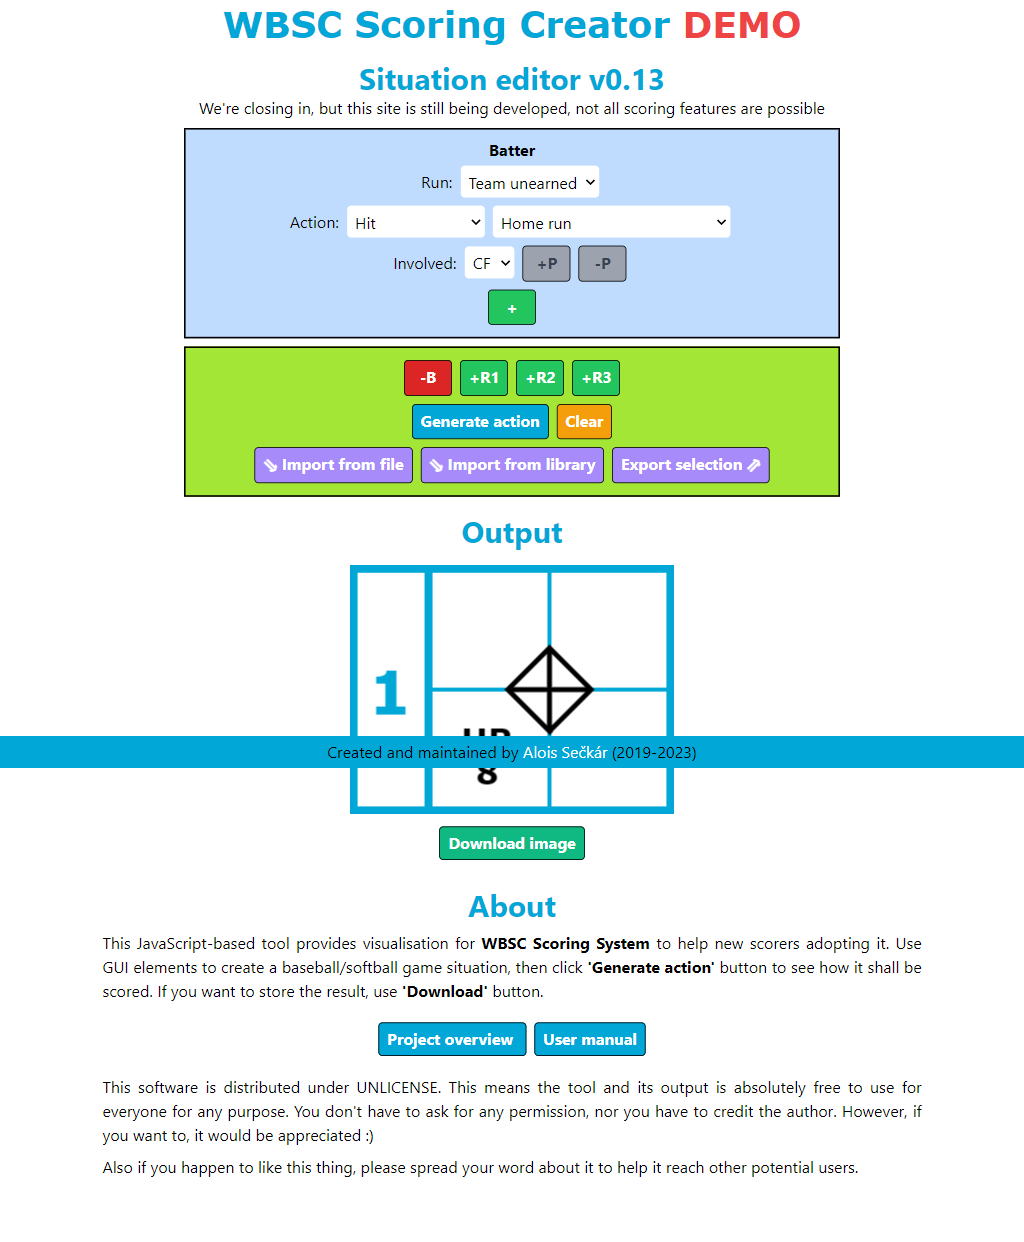 WBSC Scoring Creator DEMO
Situation editor v0.13
We're closing in, but this site is still being developed, not all scoring features are possible
Batter
Run: Team unearned
Action: Hit Home run
Involved: CF +P -P
+
-B +R1 +R2 +R3
Generate action Clear
⇘ Import from file ⇘ Import from library Export selection ⇗
Output
1
Created and maintained by Alois Sečkár (2019-2023)
8
Download image
About
This JavaScript-based tool provides visualisation for WBSC Scoring System to help new scorers adopting it. Use
GUI elements to create a baseball/softball game situation, then click 'Generate action' button to see how it shall be
scored. If you want to store the result, use 'Download' button.
Project overview User manual
This software is distributed under UNLICENSE. This means the tool and its output is absolutely free to use for
everyone for any purpose. You don't have to ask for any permission, nor you have to credit the author. However, if
you want to, it would be appreciated :)
Also if you happen to like this thing, please spread your word about it to help it reach other potential users.